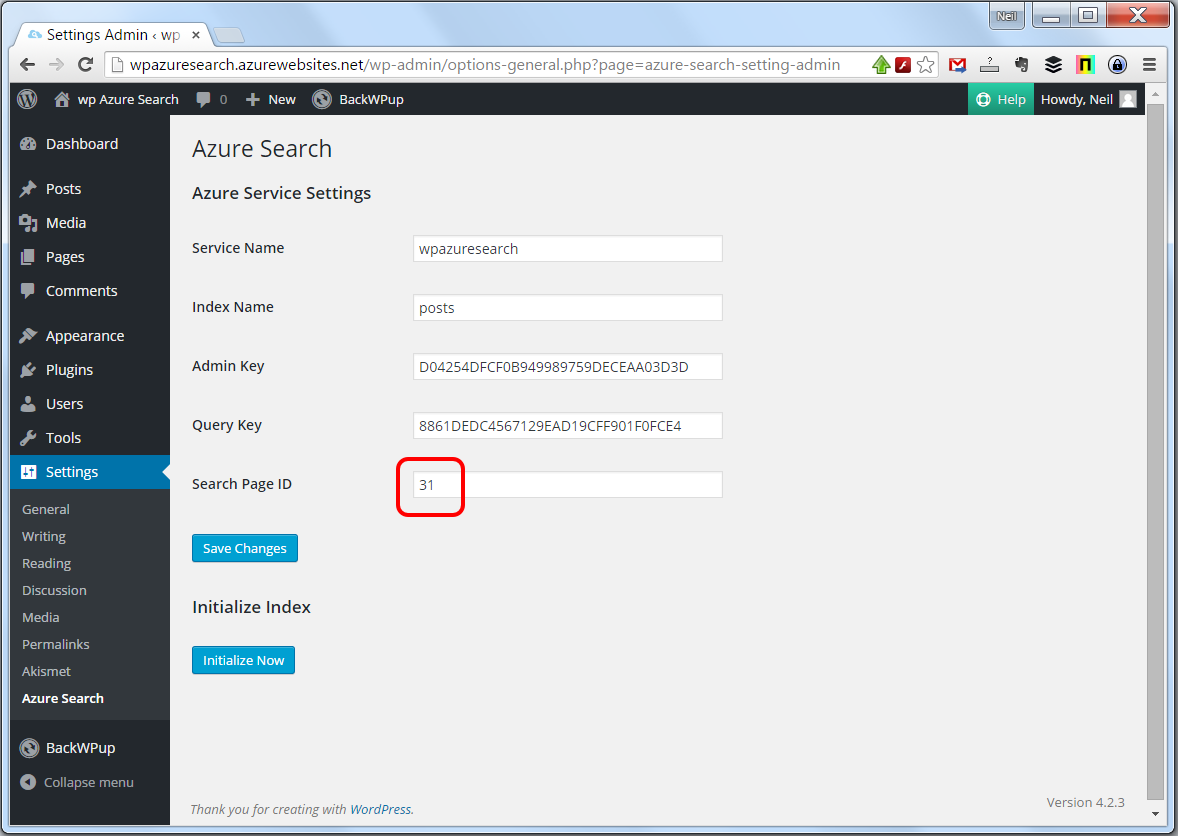 Neil
Settings Admin ‹ wp
wpazuresearch.azurewebsites.net/wp-admin/options-general.php?page=azure-search-setting-admin
wp Azure Search 0 New BackWPup Help Howdy, Neil
Dashboard
Posts
Media
Pages
Comments
Appearance
Plugins
Users
Tools
Settings
General
Writing
Reading
Discussion
Media
Permalinks
Akismet
Azure Search
BackWPup
Collapse menu
Azure Search
Azure Service Settings
Service Name wpazuresearch
Index Name posts
Admin Key D04254DFCF0B949989759DECEAA03D3D
Query Key 8861DEDC4567129EAD19CFF901F0FCE4
Search Page ID 31
Save Changes
Initialize Index
Initialize Now
Thank you for creating with WordPress.
Version 4.2.3